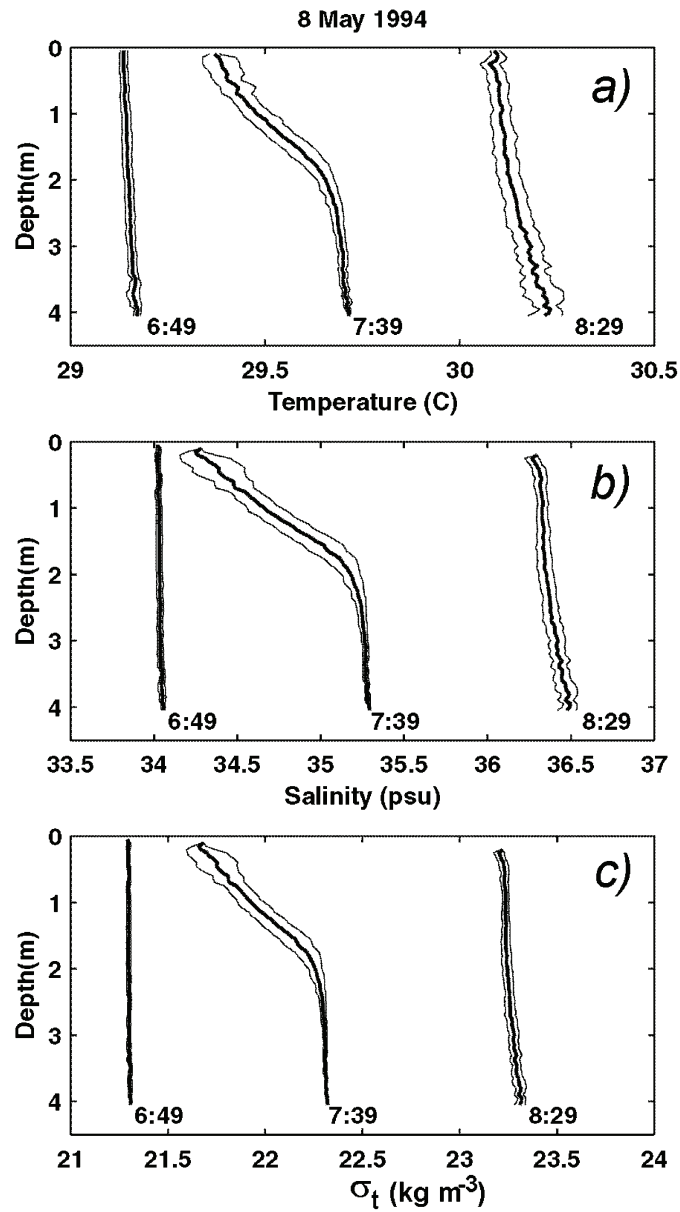 8 May 1994
0
1
2
3
4
Depth(m)
a)
6:49 7:39 8:29
29 29.5 30 30.5
Temperature (C)
0
1
2
3
4
Depth(m)
b)
6:49 7:39 8:29
33.5 34 34.5 35 35.5 36 36.5 37
Salinity (psu)
0
1
2
3
4
Depth(m)
c)
6:49 7:39 8:29
21 21.5 22 22.5 23 23.5 24
σt (kg m-3)